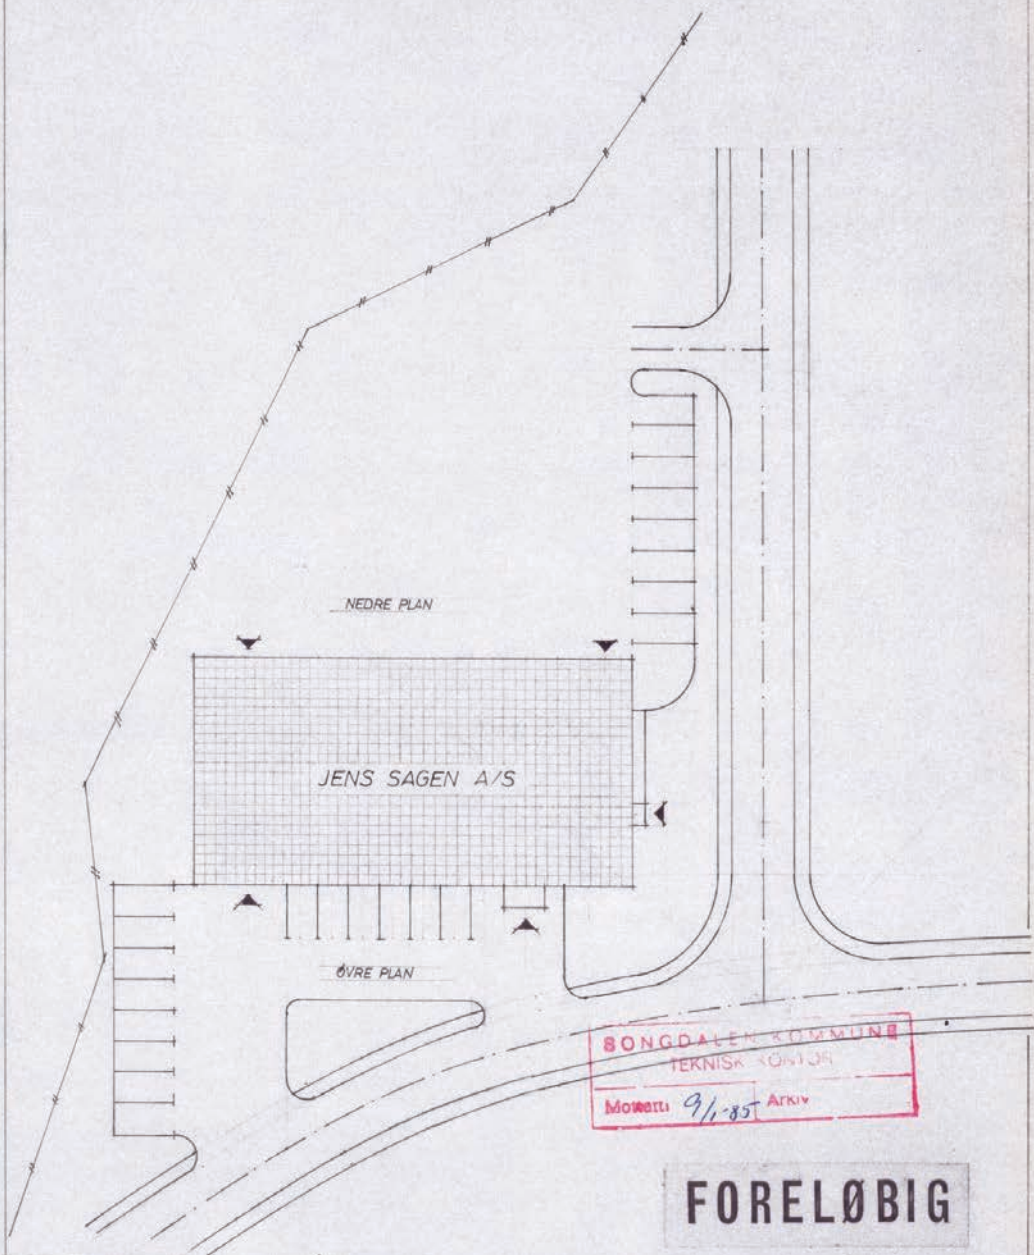 NEDRE PLAN
JENS SAGEN A/S
ØVRE PLAN
SONGDALEN KOMMUNE
TEKNISK KONTOR
Mottatt: 9/1-85 Arkiv
FORELØBIG